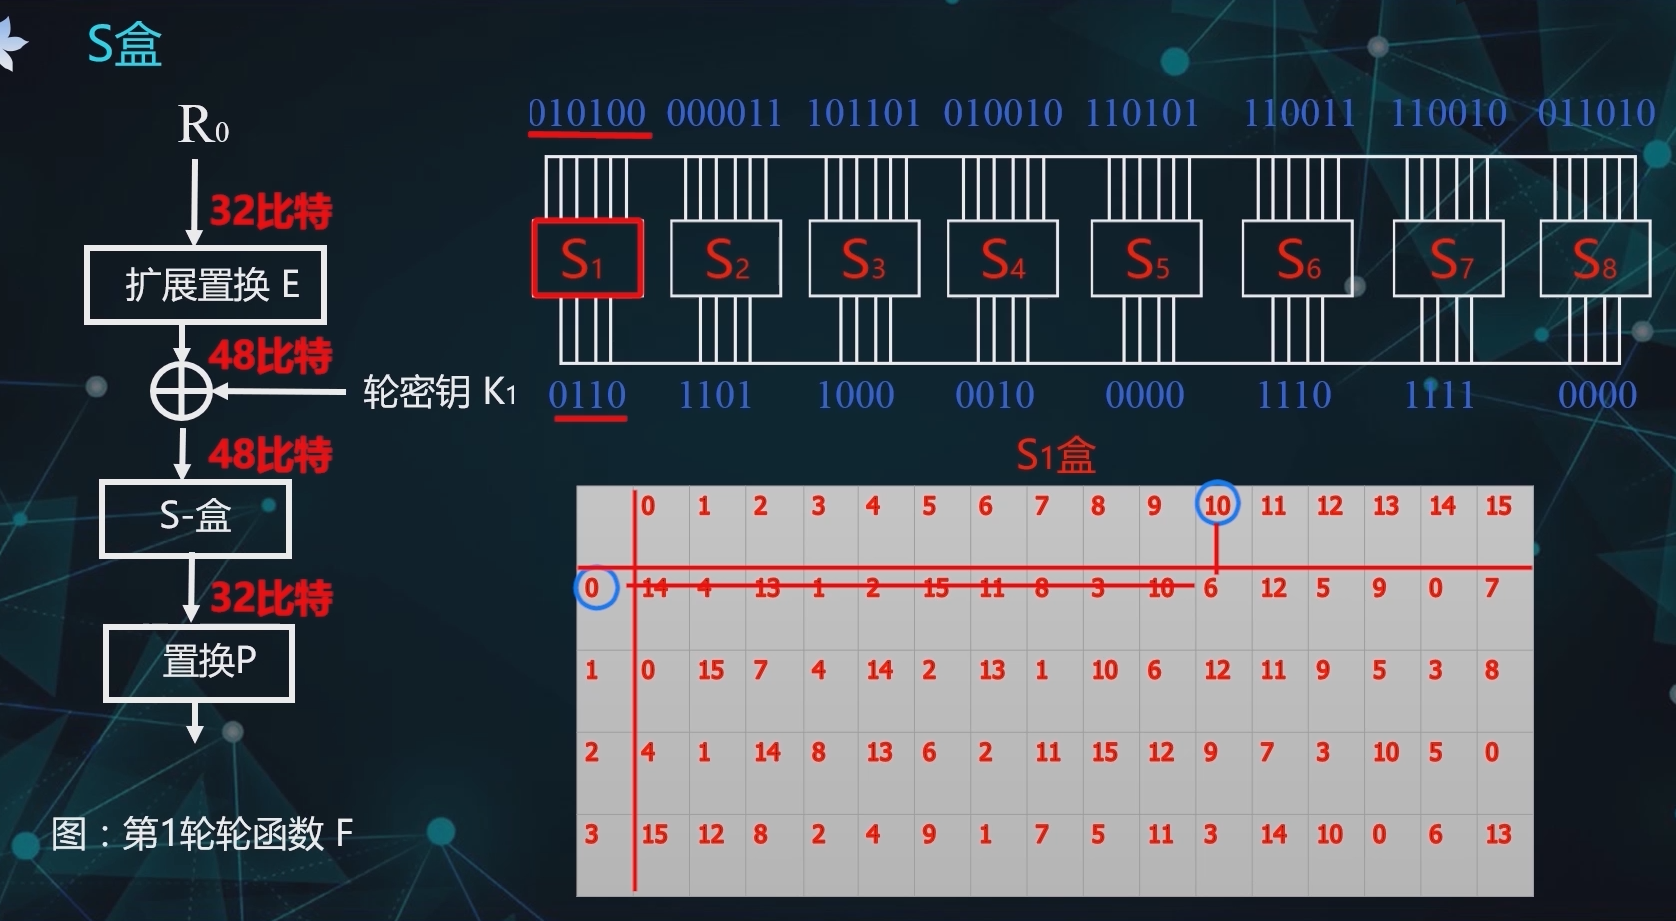 S盒
R0
32比特
扩展置换 E
48比特
轮密钥 K1
48比特
S-盒
32比特
置换P
图：第1轮轮函数 F
010100 000011 101101 010010 110101 110011 110010 011010
S1 S2 S3 S4 S5 S6 S7 S8
0110 1101 1000 0010 0000 1110 1111 0000
S1盒
0 1 2 3 4 5 6 7 8 9 10 11 12 13 14 15
0 14 4 13 1 2 15 11 8 3 10 6 12 5 9 0 7
1 0 15 7 4 14 2 13 1 10 6 12 11 9 5 3 8
2 4 1 14 8 13 6 2 11 15 12 9 7 3 10 5 0
3 15 12 8 2 4 9 1 7 5 11 3 14 10 0 6 13